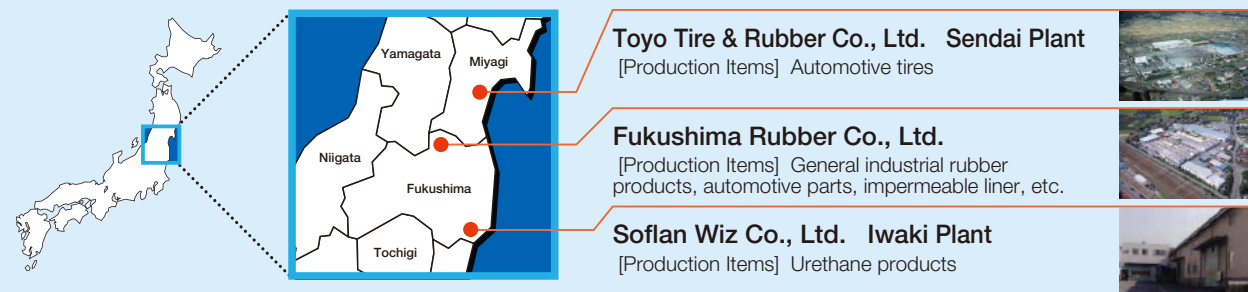 Yamagata
Miyagi
Niigata
Fukushima
Tochigi
Toyo Tire & Rubber Co., Ltd. Sendai Plant
[Production Items] Automotive tires
Fukushima Rubber Co., Ltd.
[Production Items] General industrial rubber
products, automotive parts, impermeable liner, etc.
Soflan Wiz Co., Ltd. Iwaki Plant
[Production Items] Urethane products